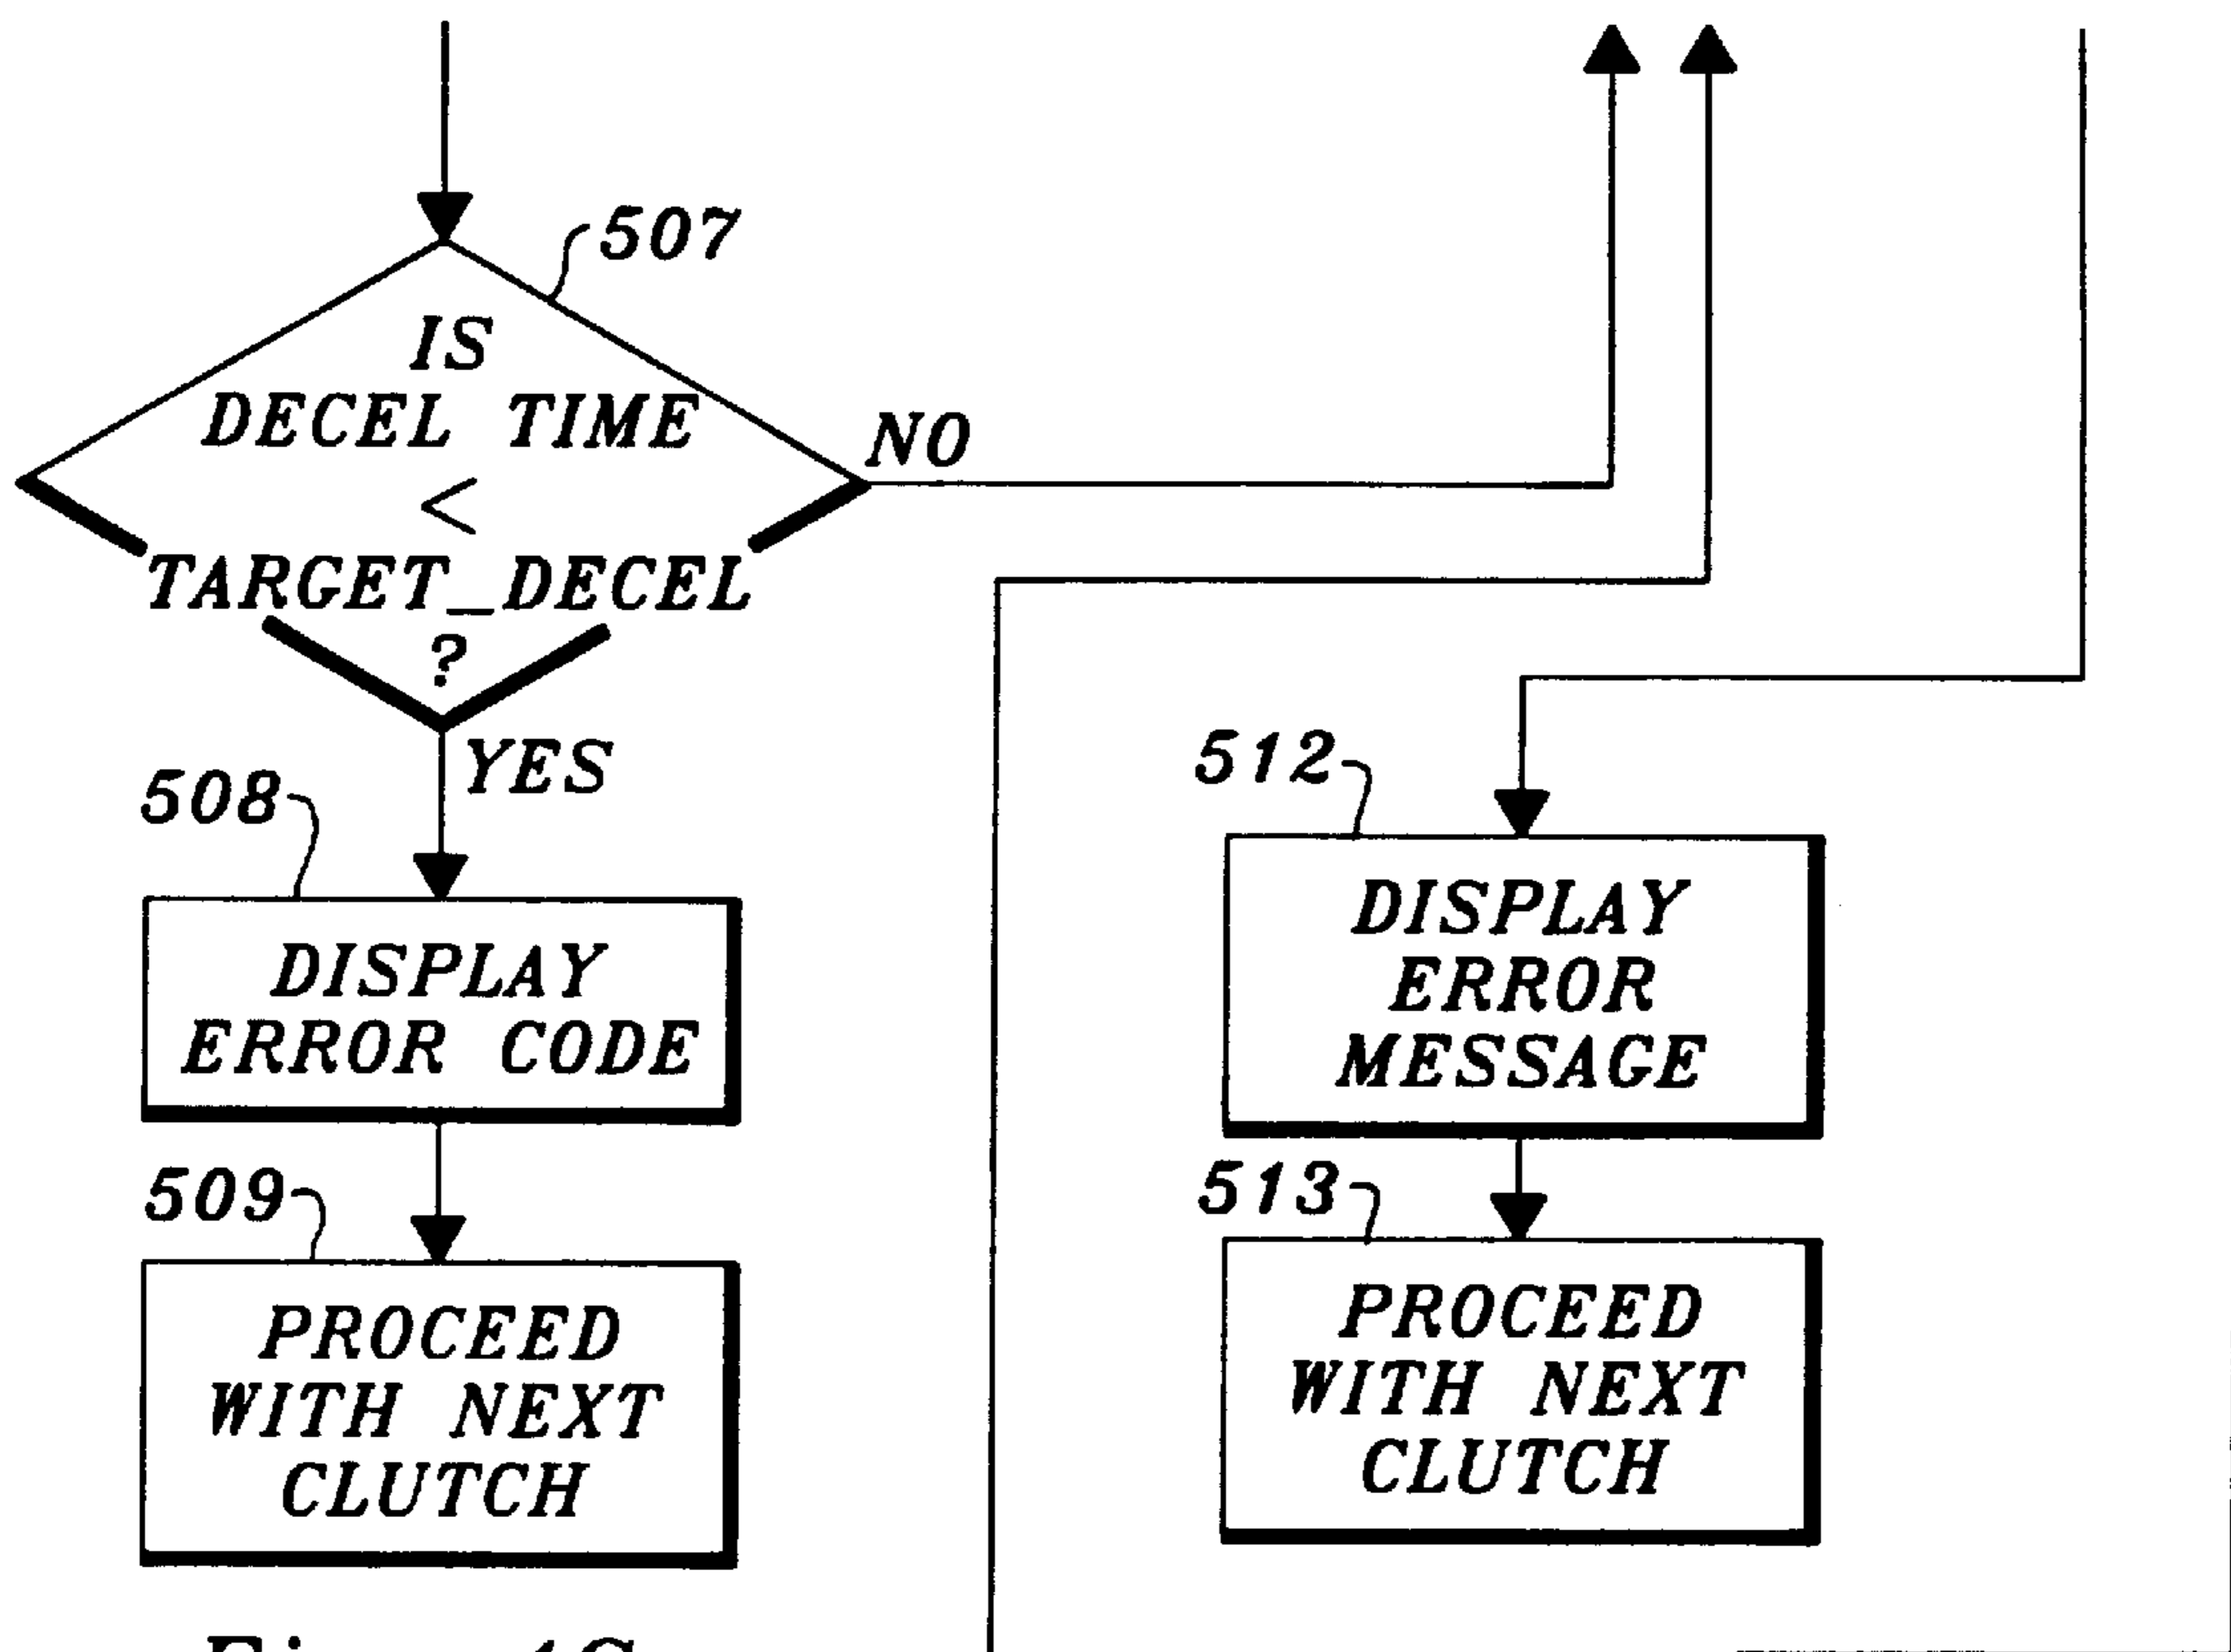 507
IS
DECEL TIME
<
TARGET_DECEL
?
NO
YES
508
DISPLAY
ERROR CODE
509
PROCEED
WITH NEXT
CLUTCH
512
DISPLAY
ERROR
MESSAGE
513
PROCEED
WITH NEXT
CLUTCH